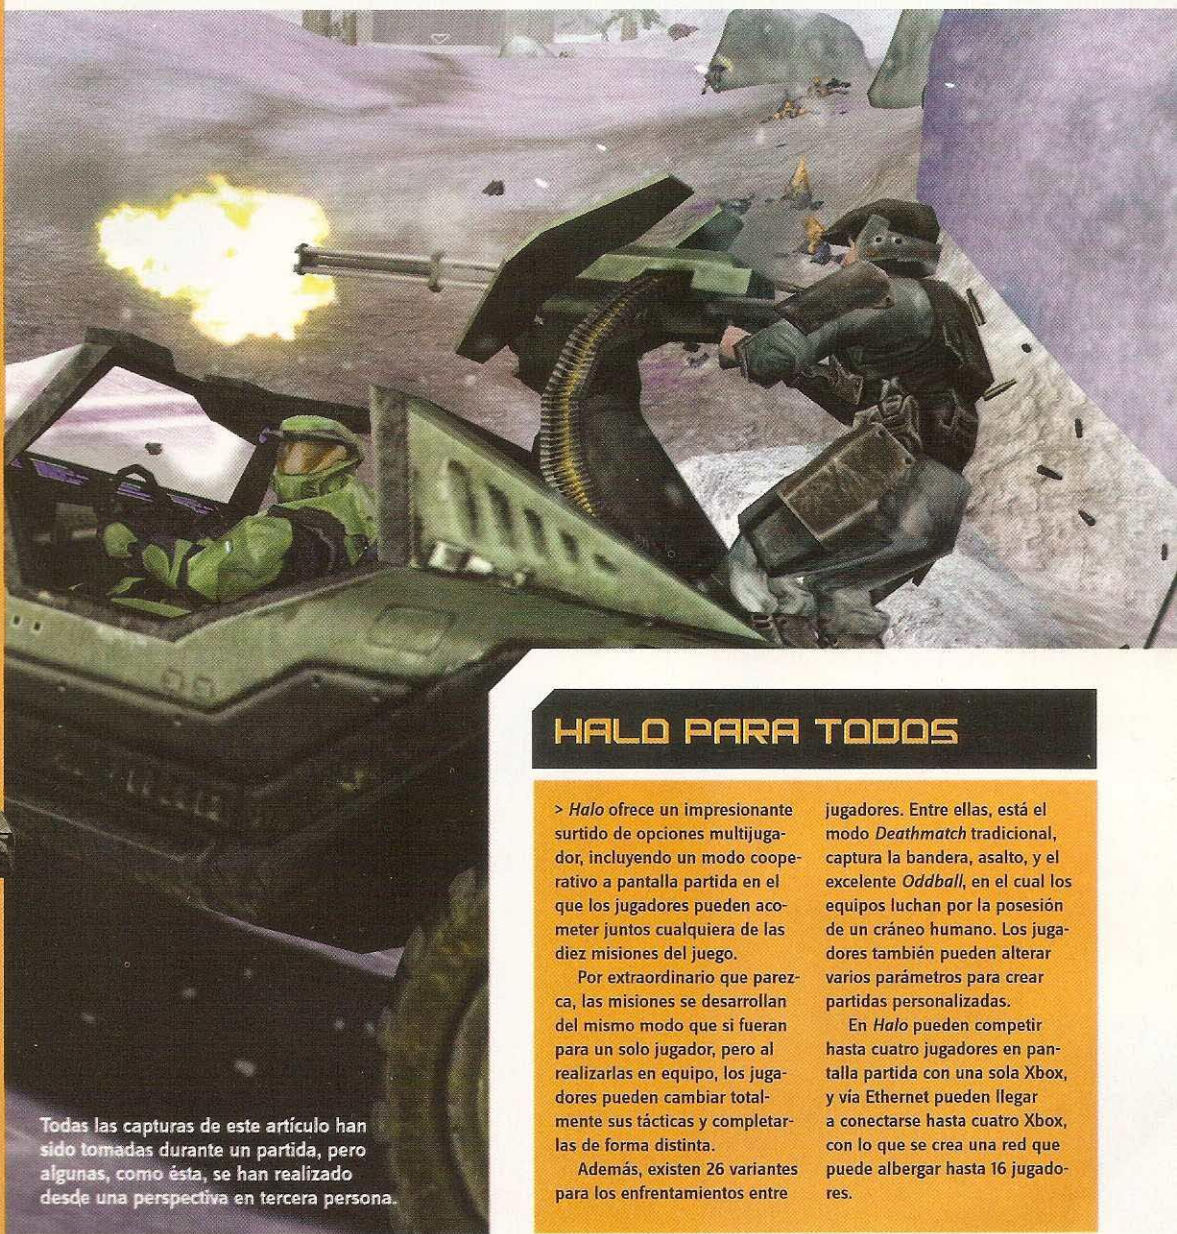 HALO PARA TODOS
> Halo ofrece un impresionante
surtido de opciones multijuga-
dor, incluyendo un modo coope-
rativo a pantalla partida en el
que los jugadores pueden aco-
meter juntos cualquiera de las
diez misiones del juego.
Por extraordinario que parez-
ca, las misiones se desarrollan
del mismo modo que si fueran
para un solo jugador, pero al
realizarlas en equipo, los juga-
dores pueden cambiar total-
mente sus tácticas y completar-
las de forma distinta.
Además, existen 26 variantes
para los enfrentamientos entre
jugadores. Entre ellas, está el
modo Deathmatch tradicional,
captura la bandera, asalto, y el
excelente Oddball, en el cual los
equipos luchan por la posesión
de un cráneo humano. Los juga-
dores también pueden alterar
varios parámetros para crear
partidas personalizadas.
En Halo pueden competir
hasta cuatro jugadores en pan-
talla partida con una sola Xbox,
y vía Ethernet pueden llegar
a conectarse hasta cuatro Xbox,
con lo que se crea una red que
puede albergar hasta 16 jugado-
res.
Todas las capturas de este artículo han
sido tomadas durante un partida, pero
algunas, como ésta, se han realizado
desde una perspectiva en tercera persona.